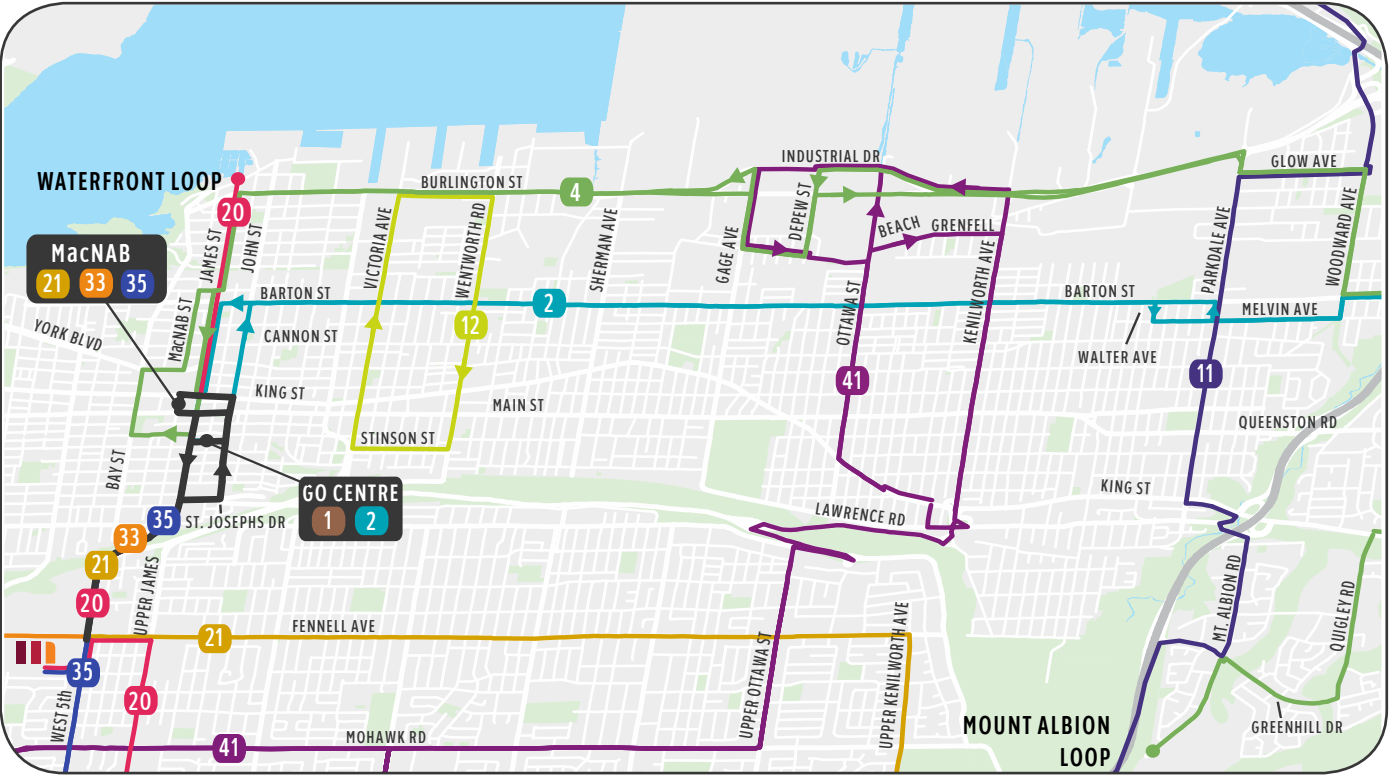 INDUSTRIAL DR
GLOW AVE
WATERFRONT LOOP
BURLINGTON ST
4
20
JAMES ST
JOHN ST
VICTORIA AVE
WENTWORTH RD
SHERMAN AVE
GAGE AVE
DEPEW ST
BEACH
GRENFELL
KENILWORTH AVE
PARKDALE AVE
WOODWARD AVE
MacNAB
21 33 35
BARTON ST
2
BARTON ST
MELVIN AVE
OTTAWA ST
MacNAB ST
YORK BLVD
CANNON ST
12
WALTER AVE
11
41
KING ST
MAIN ST
STINSON ST
QUEENSTON RD
BAY ST
GO CENTRE
1 2
KING ST
LAWRENCE RD
35
ST. JOSEPHS DR
33
21
20
UPPER JAMES
FENNELL AVE
21
UPPER OTTAWA ST
UPPER KENILWORTH AVE
MT. ALBION RD
QUIGLEY RD
35
20
WEST 5th
MOHAWK RD
41
MOUNT ALBION
LOOP
GREENHILL DR